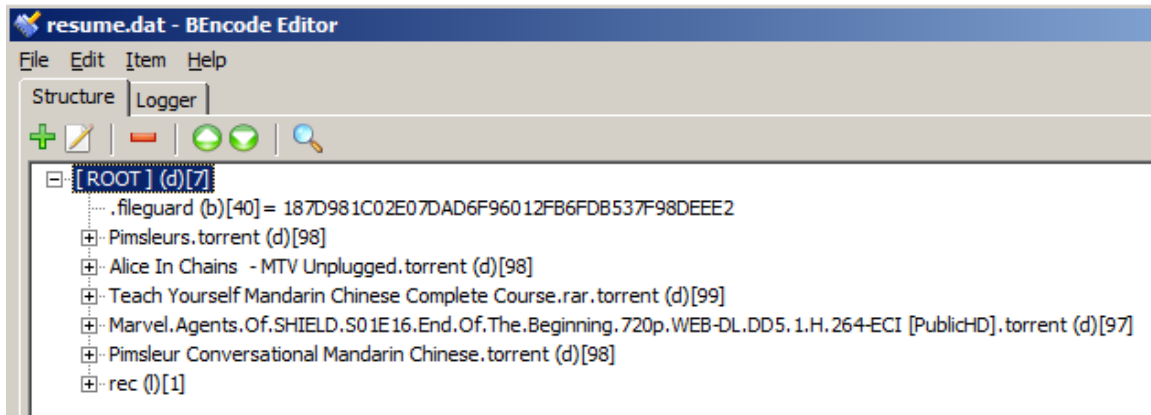 resume.dat - BEncode Editor
File Edit Item Help
Structure Logger
[ ROOT ] (d)[7]
.fileguard (b)[40] = 187D981C02E07DAD6F96012FB6FDB537F98DEEE2
Pimsleurs.torrent (d)[98]
Alice In Chains - MTV Unplugged.torrent (d)[98]
Teach Yourself Mandarin Chinese Complete Course.rar.torrent (d)[99]
Marvel.Agents.Of.SHIELD.S01E16.End.Of.The.Beginning.720p.WEB-DL.DD5.1.H.264-ECI [PublicHD].torrent (d)[97]
Pimsleur Conversational Mandarin Chinese.torrent (d)[98]
rec (l)[1]